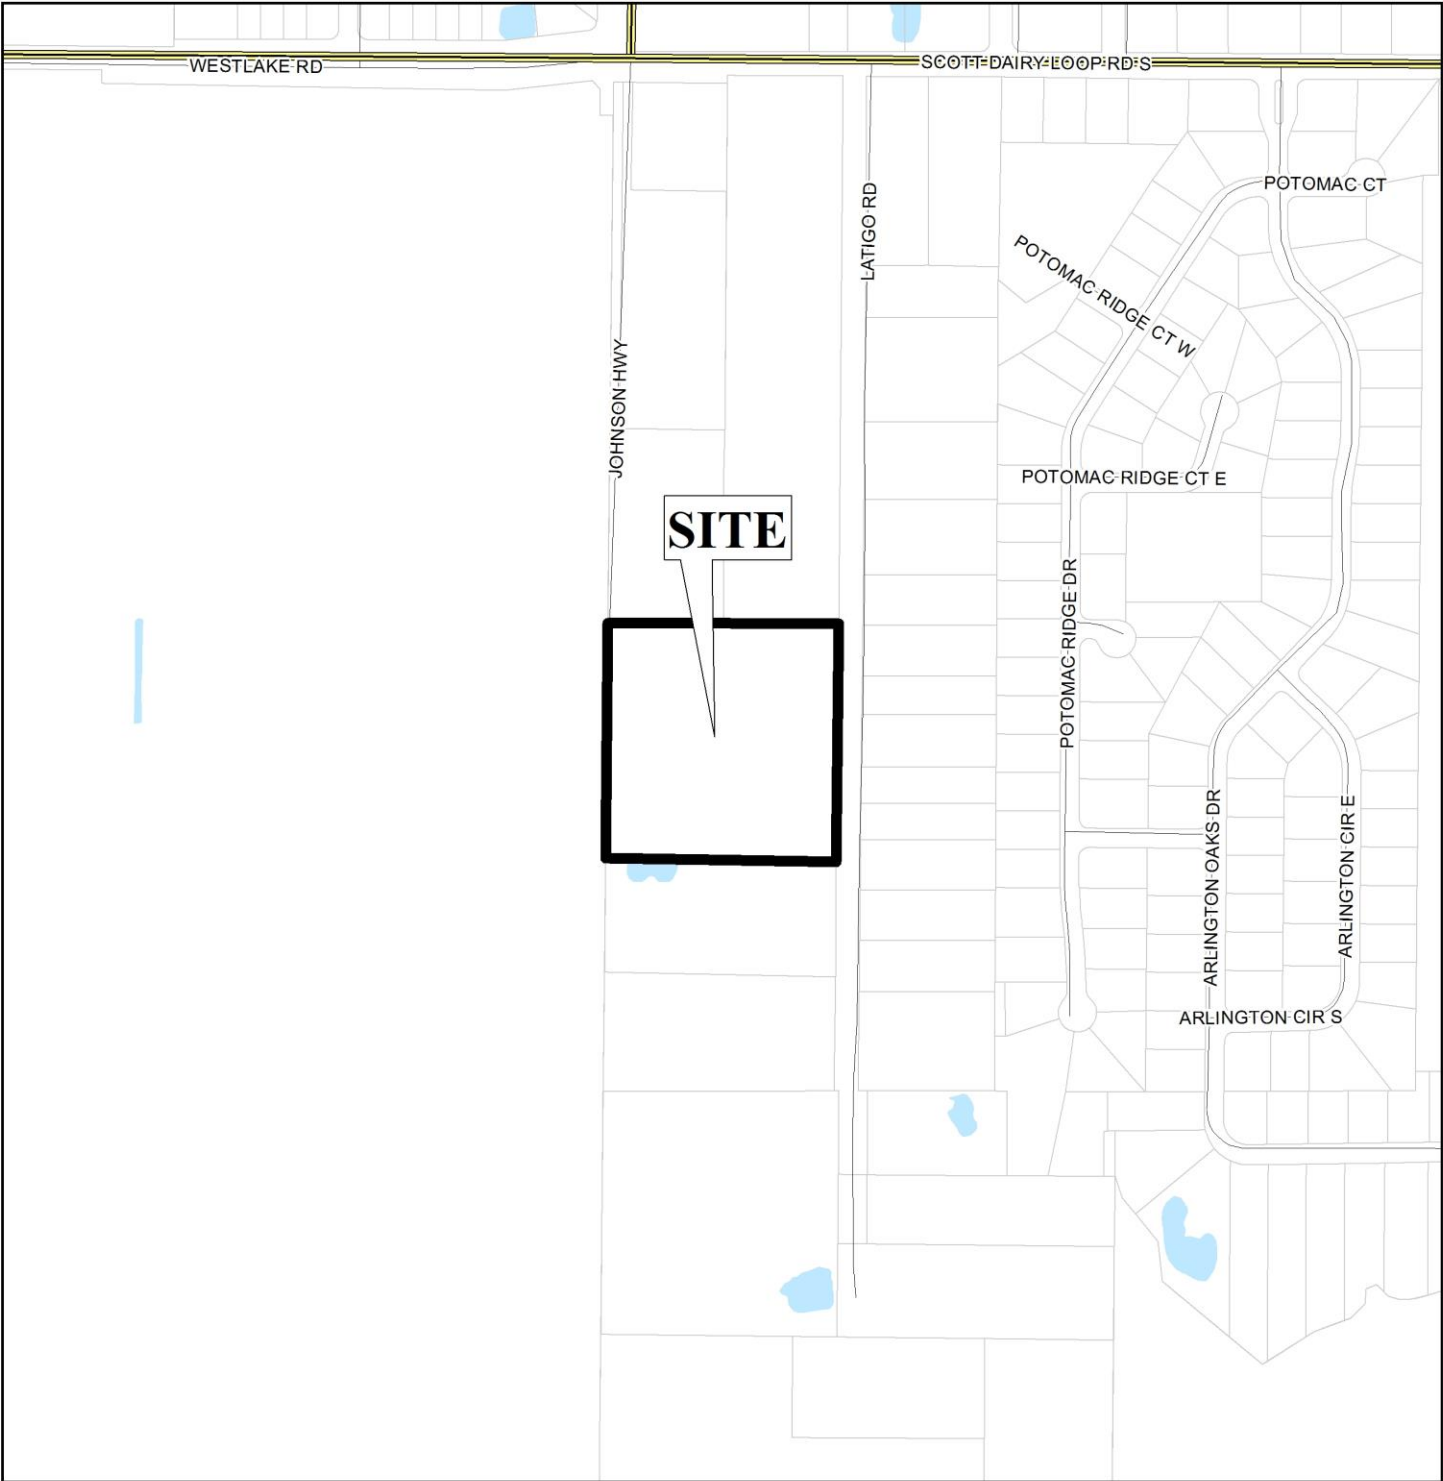 WESTLAKE RD
SCOTT DAIRY LOOP RD S
POTOMAC CT
LATIGO RD
POTOMAC RIDGE CT W
JOHNSON HWY
POTOMAC RIDGE CT E
SITE
POTOMAC RIDGE DR
ARLINGTON OAKS DR
ARLINGTON CIR E
ARLINGTON CIR S